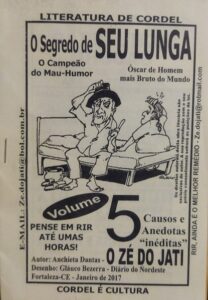 LITERATURA DE CORDEL
O Segredo de SEU LUNGA
O Campeão
do Mau-Humor
Óscar de Homem
mais Bruto do Mundo
E-MAIL: Ze.dojati@bol.com.br
Ze.dojati@hotmail.com
RIR, AINDA É O MELHOR REMÉDIO
Volume
5
Causos e
Anedotas
"inéditas"
PENSE EM RIR
ATÉ UMAS
HORAS!
O ZÉ DO JATI
Autor: Anchieta Dantas -
Desenho: Gláuco Bezerra - Diário do Nordeste
Fortaleza-CE - Janeiro de 2017
CORDEL É CULTURA